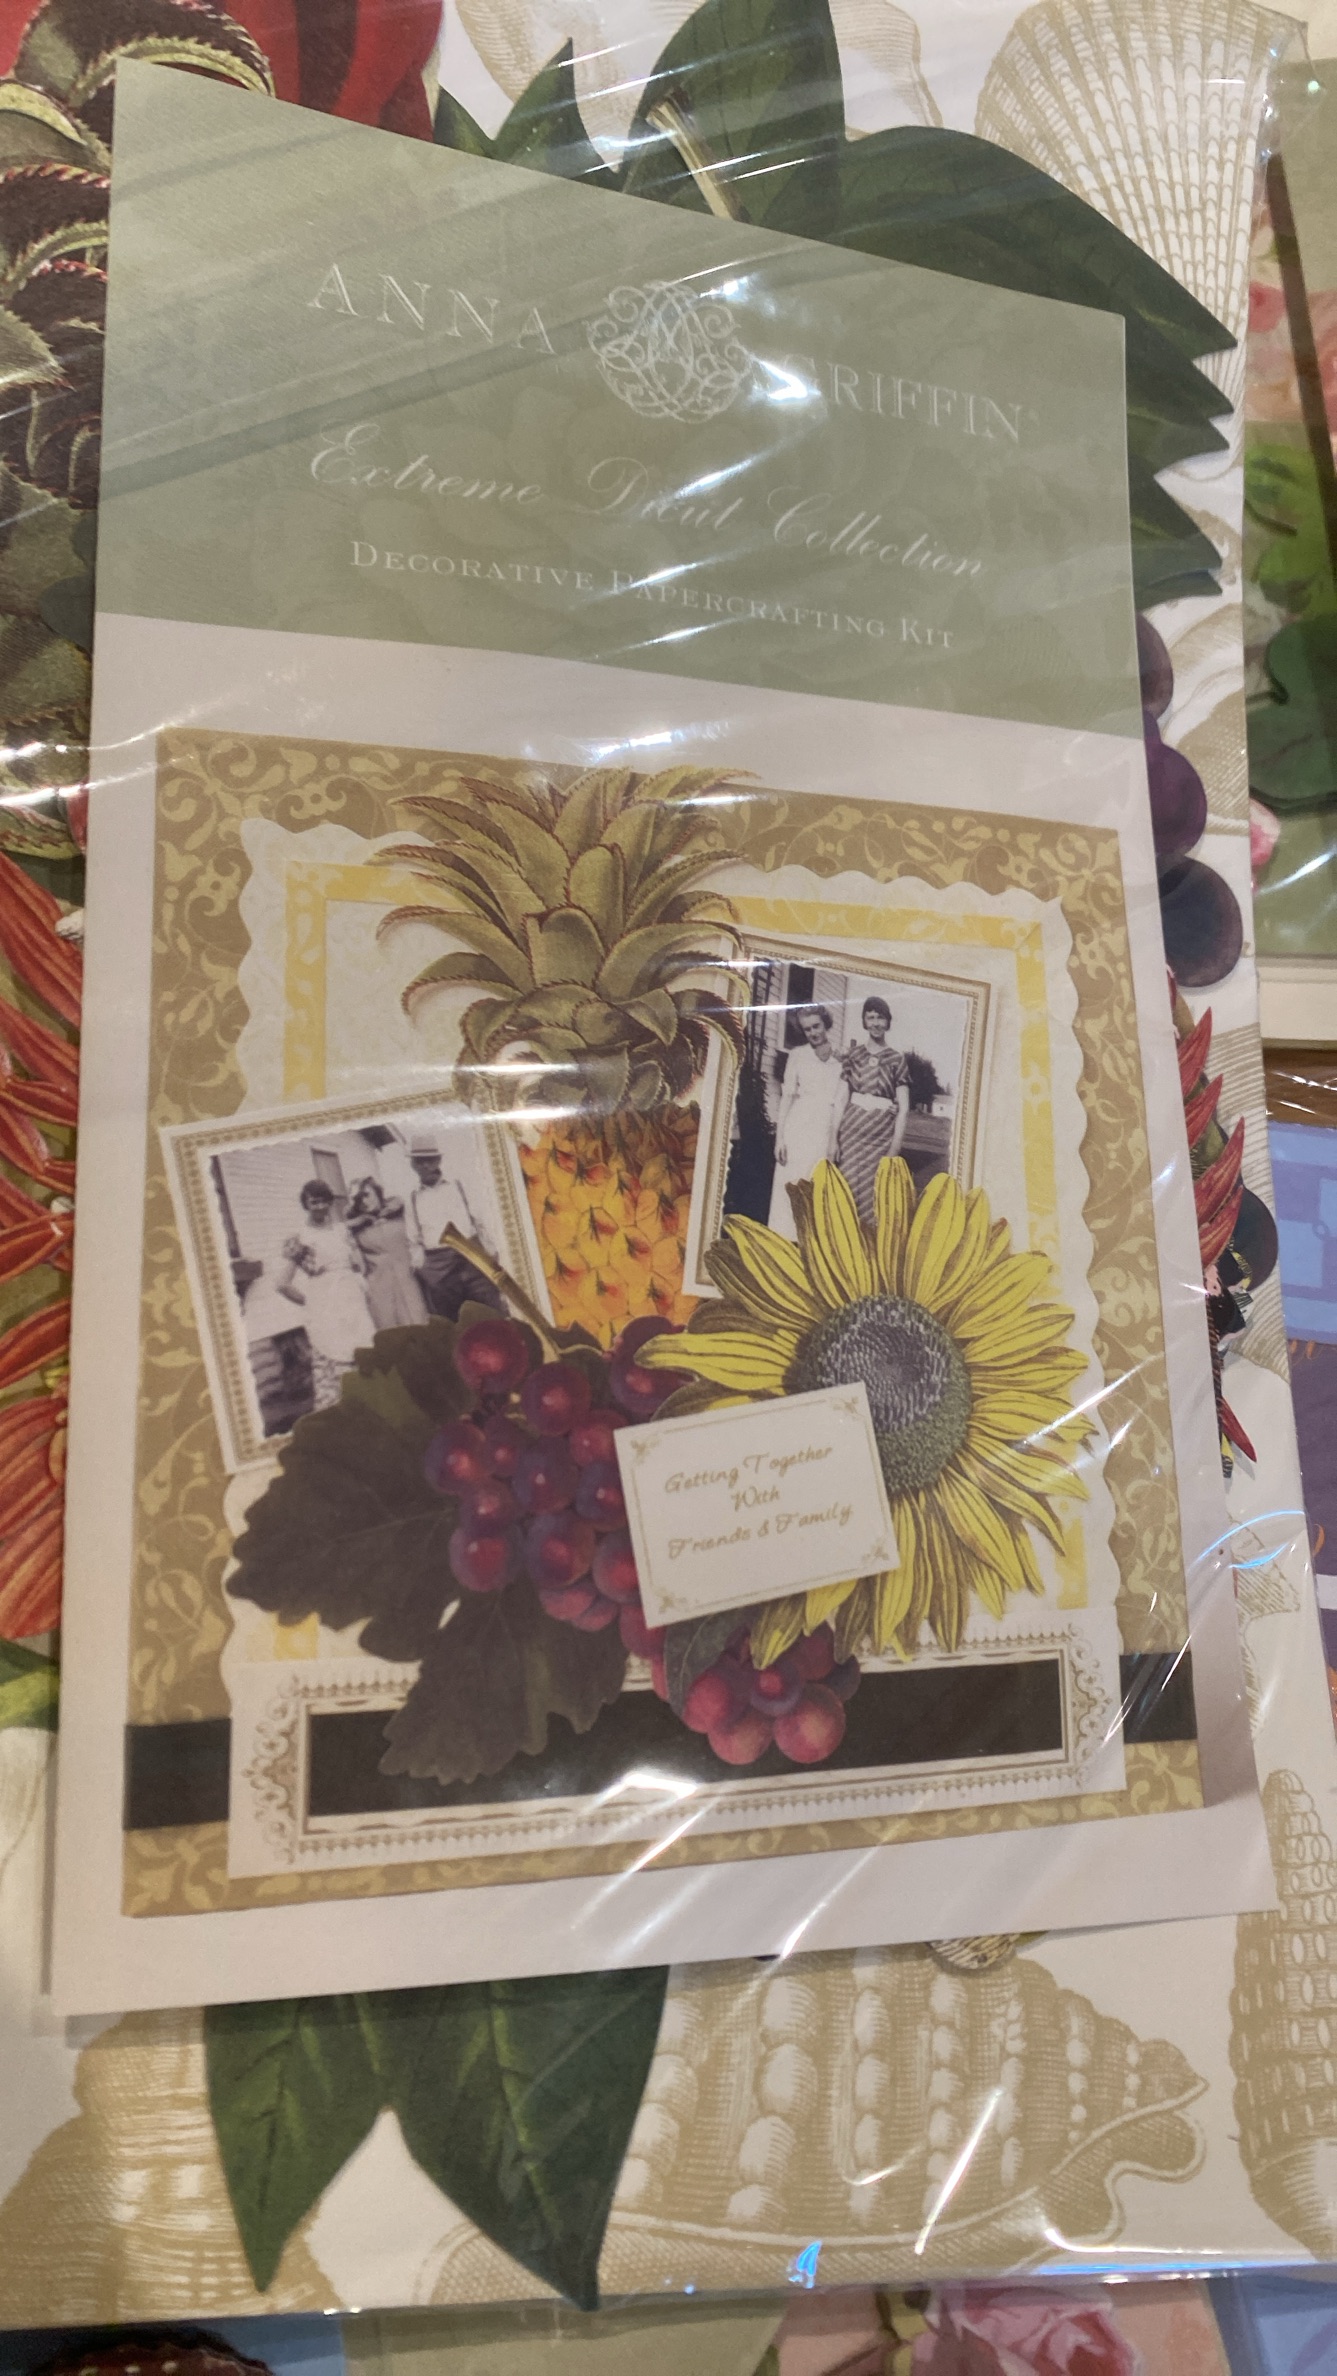 ANNA GRIFFIN
Extreme Diecut Collection
DECORATIVE PAPERCRAFTING KIT
Getting Together
With
Friends & Family